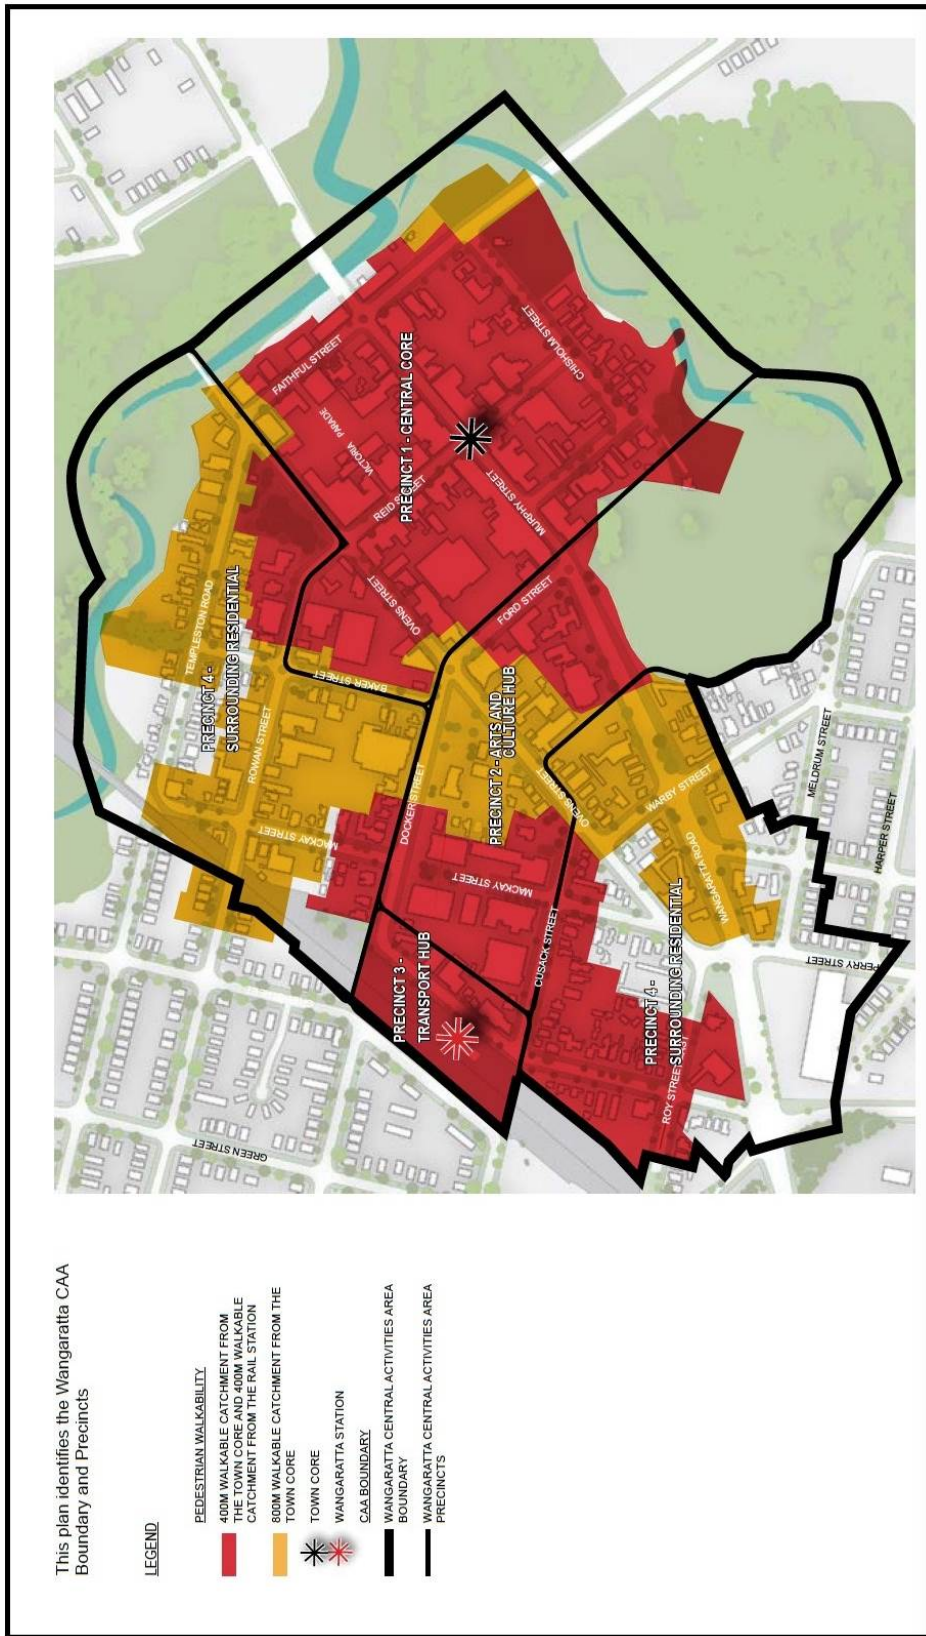 This plan identifies the Wangaratta CAA
Boundary and Precincts
LEGEND
PEDESTRIAN WALKABILITY
400M WALKABLE CATCHMENT FROM
THE TOWN CORE AND 400M WALKABLE
CATCHMENT FROM THE RAIL STATION
800M WALKABLE CATCHMENT FROM THE
TOWN CORE
TOWN CORE
WANGARATTA STATION
CAA BOUNDARY
WANGARATTA CENTRAL ACTIVITIES AREA
BOUNDARY
WANGARATTA CENTRAL ACTIVITIES AREA
PRECINCTS
GREEN STREET
PRECINCT 3 -
TRANSPORT HUB
MACKAY STREET
ROWAN STREET
TEMPLESTON ROAD
PRECINCT 4 -
SURROUNDING RESIDENTIAL
BAKER STREET
DOCKER STREET
OVENS STREET
REID STREET
VICTORIA PARADE
FAITHFUL STREET
PRECINCT 1 - CENTRAL CORE
MURPHY STREET
CHISHOLM STREET
FORD STREET
PRECINCT 2 - ARTS AND
CULTURE HUB
OVENS STREET
MACKAY STREET
CUSACK STREET
ROY STREET
PRECINCT 4 -
SURROUNDING RESIDENTIAL
WANGARATTA ROAD
WARBY STREET
MELDRUM STREET
HARPER STREET
PERRY STREET